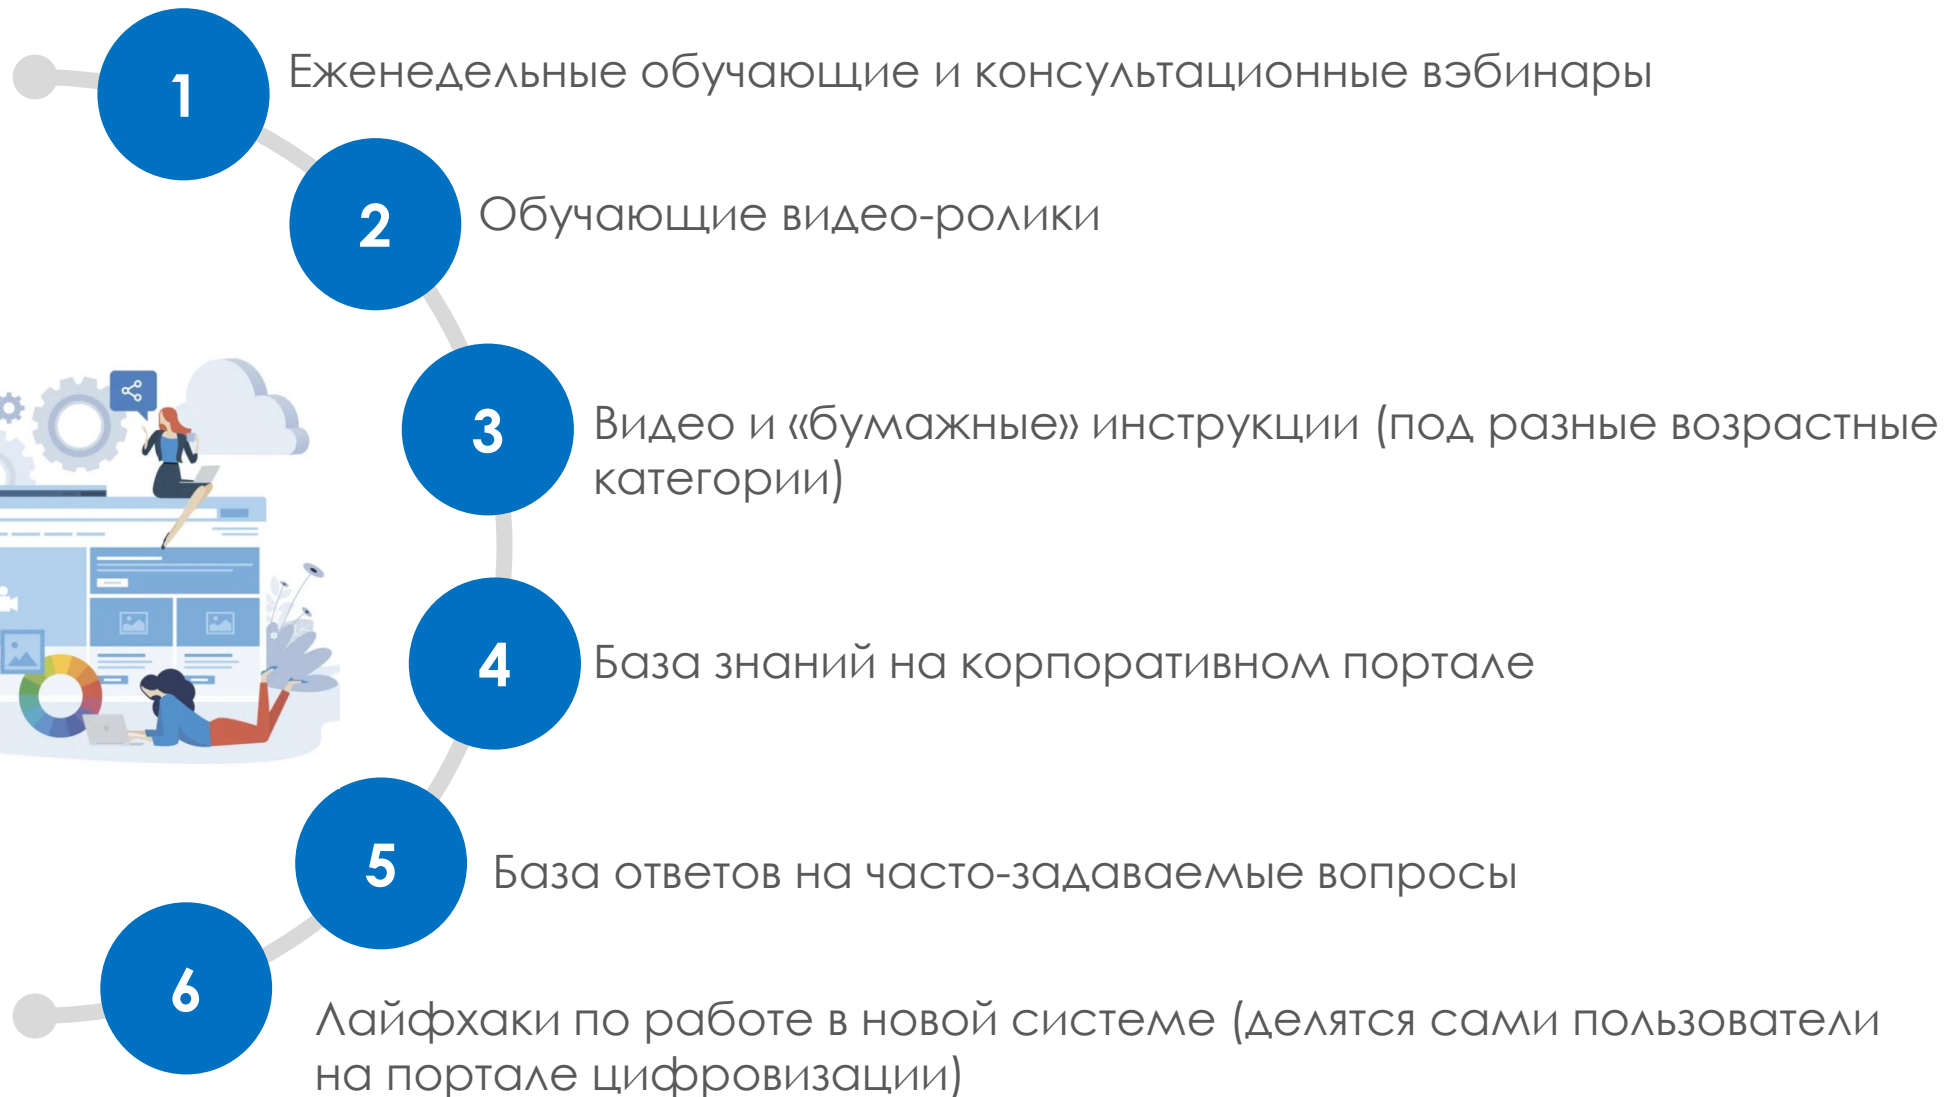 1
Еженедельные обучающие и консультационные вэбинары
2
Обучающие видео-ролики
3
Видео и «бумажные» инструкции (под разные возрастные
категории)
4
База знаний на корпоративном портале
5
База ответов на часто-задаваемые вопросы
6
Лайфхаки по работе в новой системе (делятся сами пользователи
на портале цифровизации)